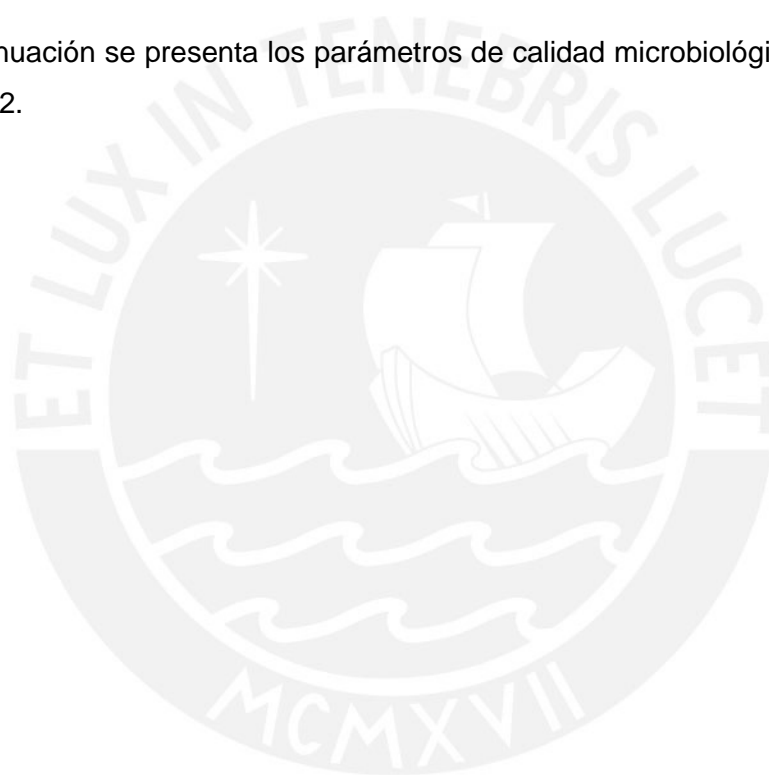 nuación se presenta los parámetros de calidad microbiológi
2.
ET LUX IN TENEBRIS LUCET
MCMXVII